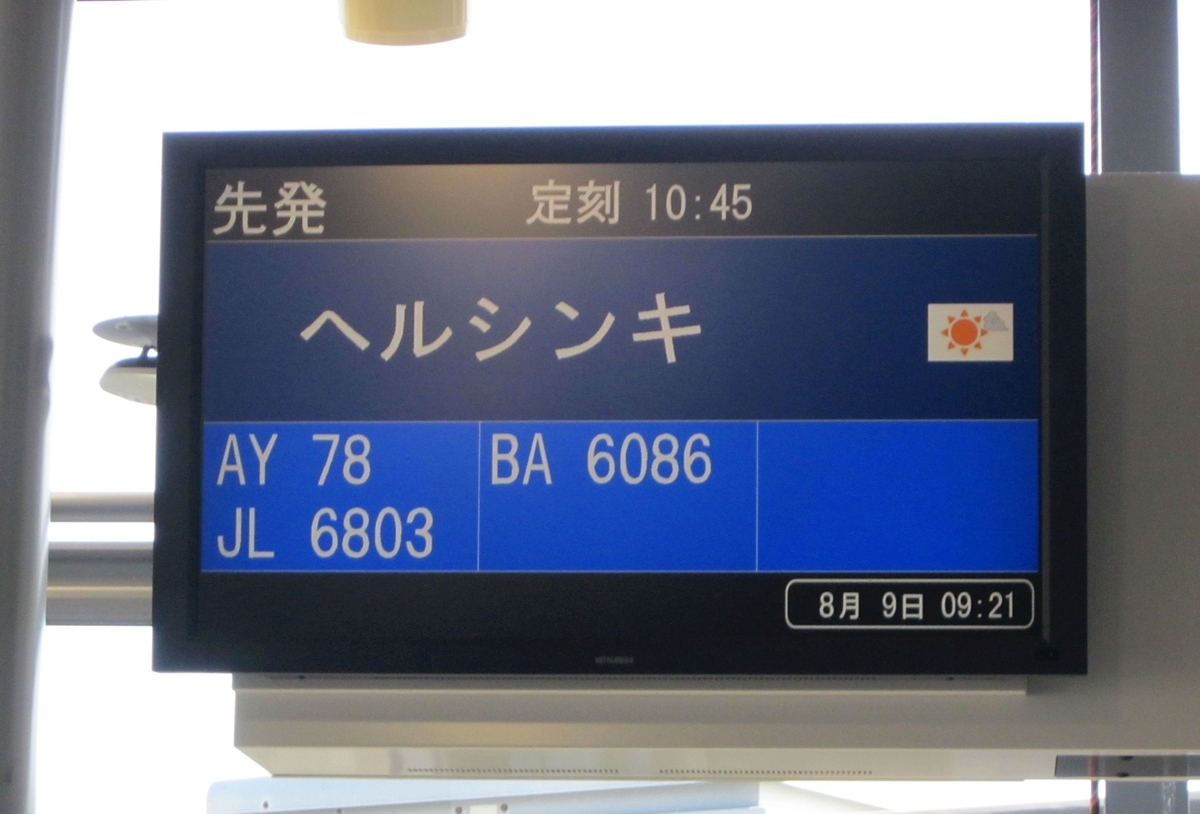 先発 定刻 10:45
ヘルシンキ
AY 78 BA 6086
JL 6803
8月 9日 09:21
MITSUBISHI